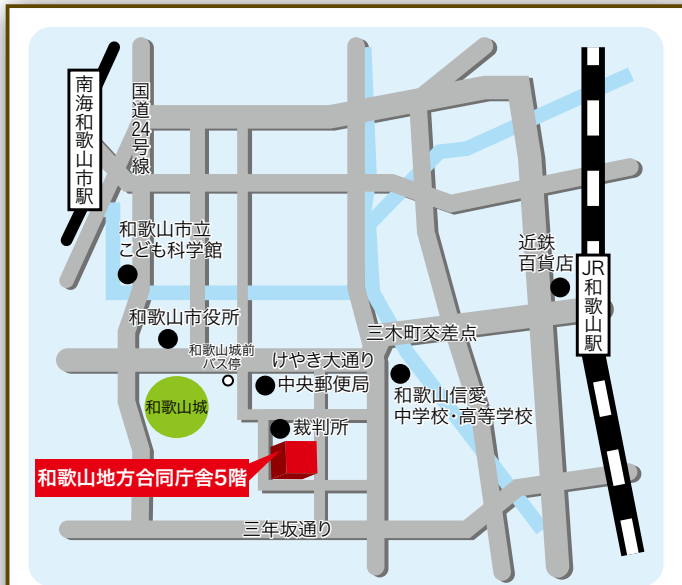 南海和歌山市駅
国道24号線
和歌山市立
こども科学館
近鉄
百貨店
JR和歌山駅
和歌山市役所
和歌山城前
バス停
けやき大通り
三木町交差点
中央郵便局
和歌山信愛
中学校・高等学校
和歌山城
裁判所
和歌山地方合同庁舎5階
三年坂通り